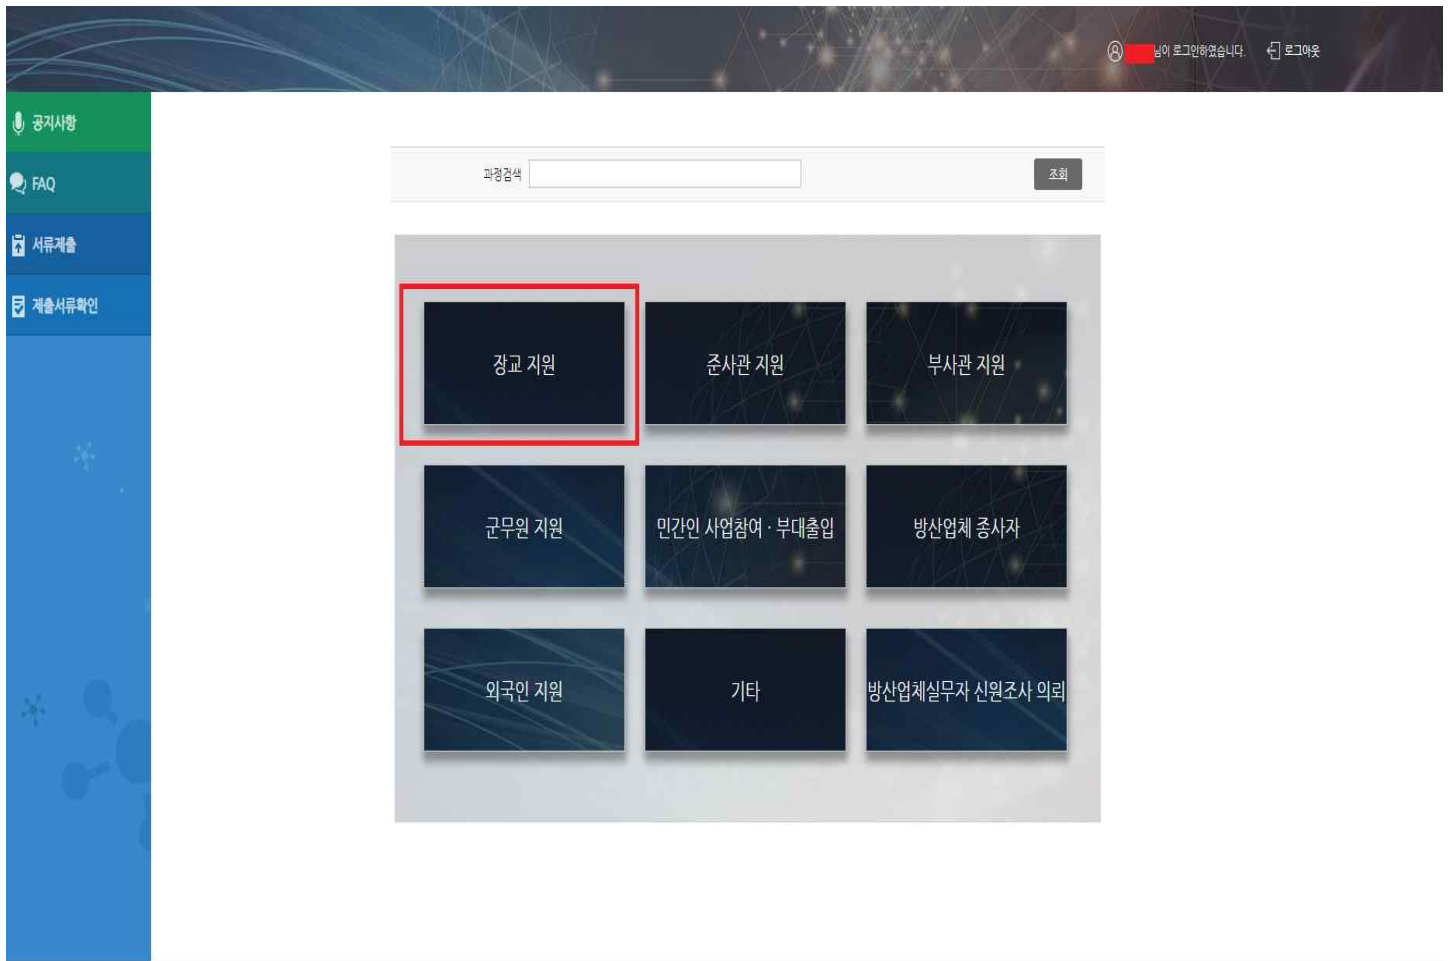 님이 로그인하였습니다. 로그아웃
공지사항
FAQ
서류제출
제출서류확인
과정검색 조회
장교 지원 준사관 지원 부사관 지원
군무원 지원 민간인 사업참여 · 부대출입 방산업체 종사자
외국인 지원 기타 방산업체실무자 신원조사 의뢰